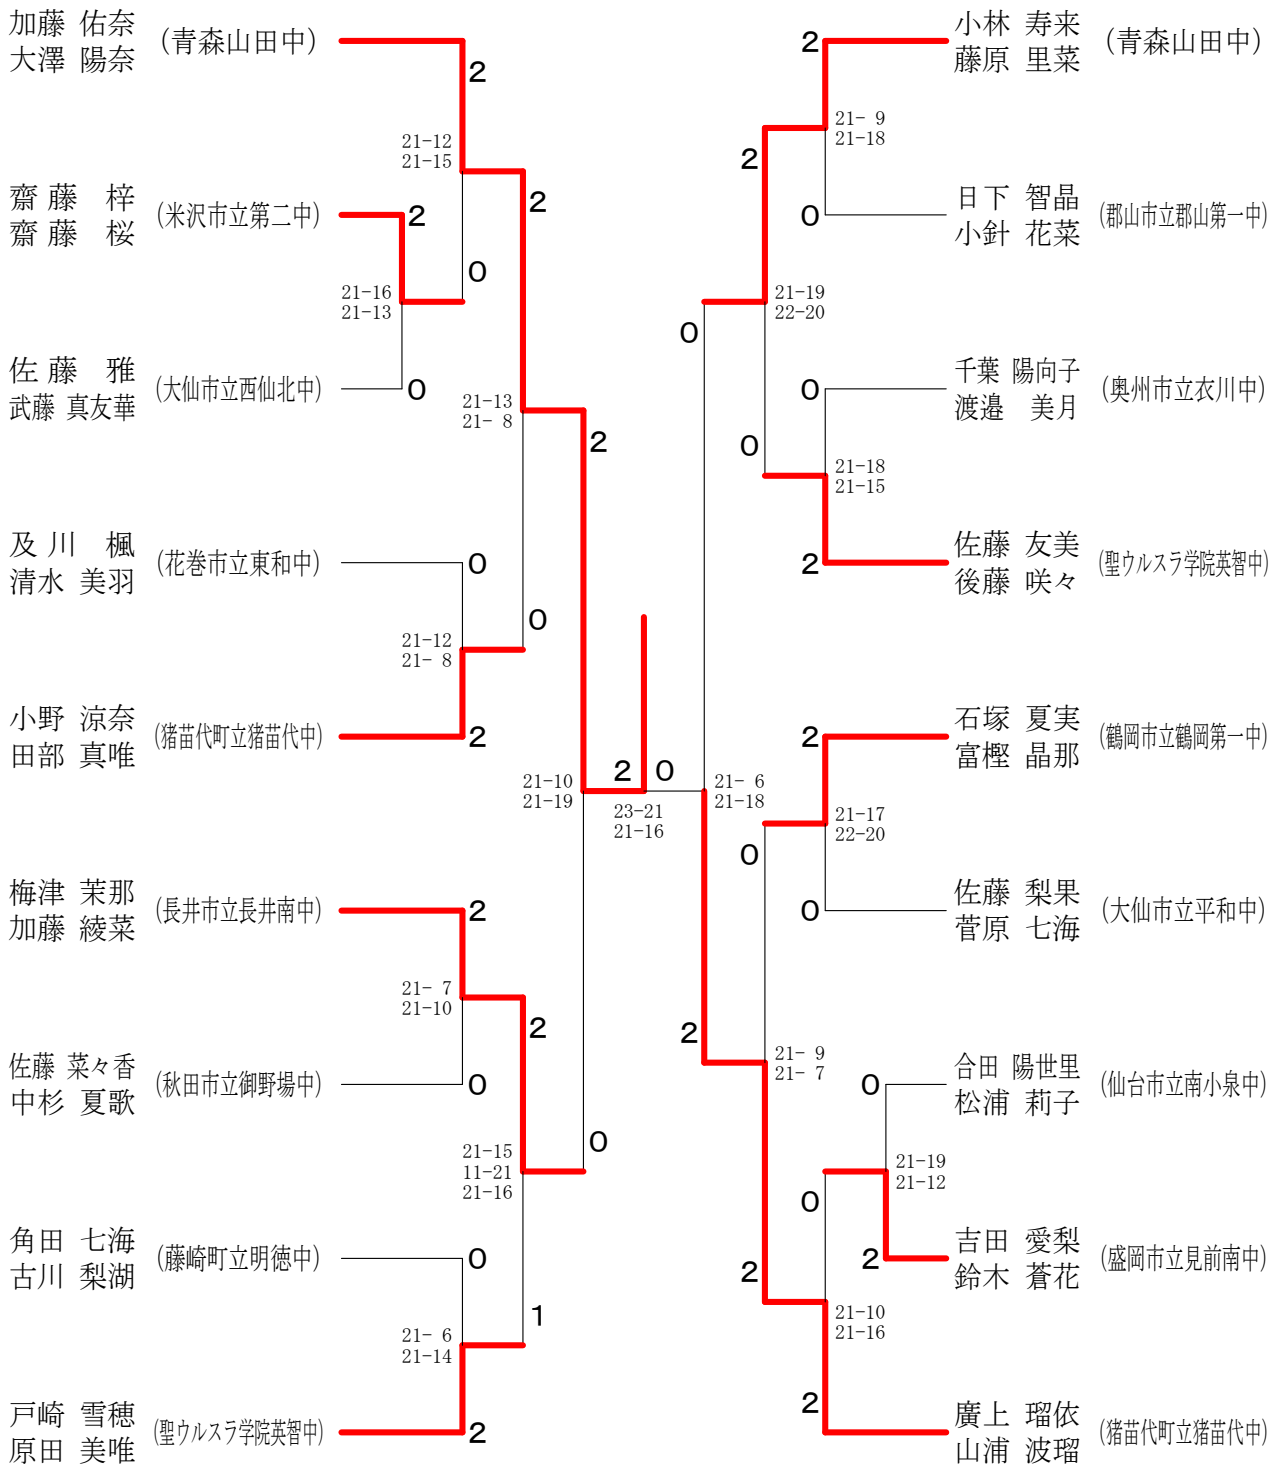 加藤 佑奈
大澤 陽奈
(青森山田中)
2
21-12
21-15
2
齋藤 梓
齋藤 桜
(米沢市立第二中)
2
0
21-16
21-13
佐藤 雅
武藤 真友華
(大仙市立西仙北中)
0
21-13
21- 8
2
及川 楓
清水 美羽
(花巻市立東和中)
0
0
21-12
21- 8
小野 涼奈
田部 真唯
(猪苗代町立猪苗代中)
2
21-10
21-19
2
0
23-21
21-16
梅津 茉那
加藤 綾菜
(長井市立長井南中)
2
21- 7
21-10
2
佐藤 菜々香
中杉 夏歌
(秋田市立御野場中)
0
0
21-15
11-21
21-16
角田 七海
古川 梨湖
(藤崎町立明徳中)
0
1
21- 6
21-14
戸崎 雪穂
原田 美唯
(聖ウルスラ学院英智中)
2
小林 寿来
藤原 里菜
(青森山田中)
2
21- 9
21-18
2
日下 智晶
小針 花菜
(郡山市立郡山第一中)
0
21-19
22-20
0
千葉 陽向子
渡邉 美月
(奥州市立衣川中)
0
0
21-18
21-15
佐藤 友美
後藤 咲々
(聖ウルスラ学院英智中)
2
石塚 夏実
富樫 晶那
(鶴岡市立鶴岡第一中)
2
21- 6
21-18
21-17
22-20
0
佐藤 梨果
菅原 七海
(大仙市立平和中)
0
2
21- 9
21- 7
合田 陽世里
松浦 莉子
(仙台市立南小泉中)
0
21-19
21-12
0
吉田 愛梨
鈴木 蒼花
(盛岡市立見前南中)
2
2
21-10
21-16
廣上 瑠依
山浦 波瑠
(猪苗代町立猪苗代中)
2